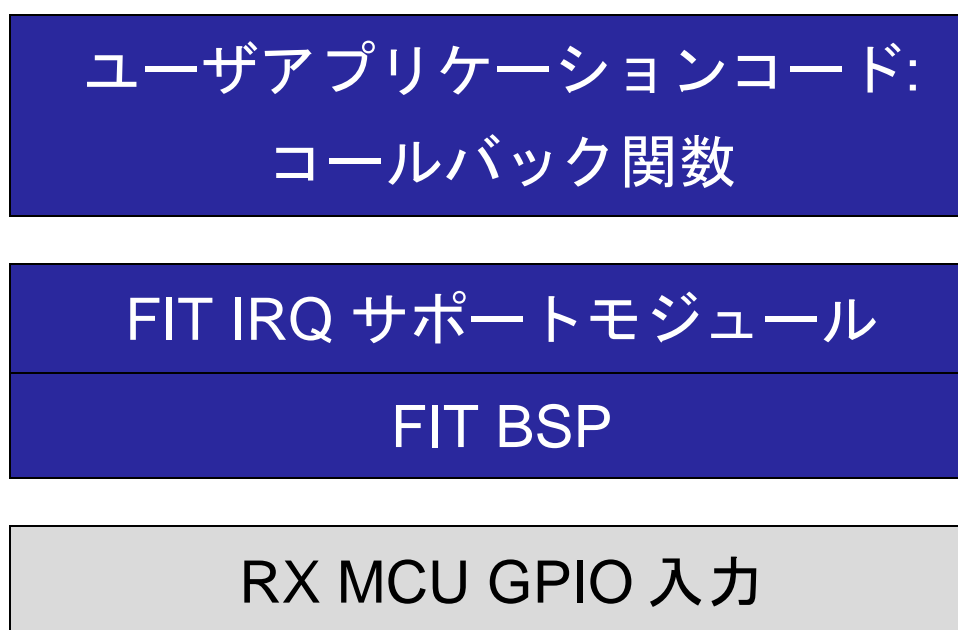 ユーザアプリケーションコード:
コールバック関数
FIT IRQ サポートモジュール
FIT BSP
RX MCU GPIO 入力